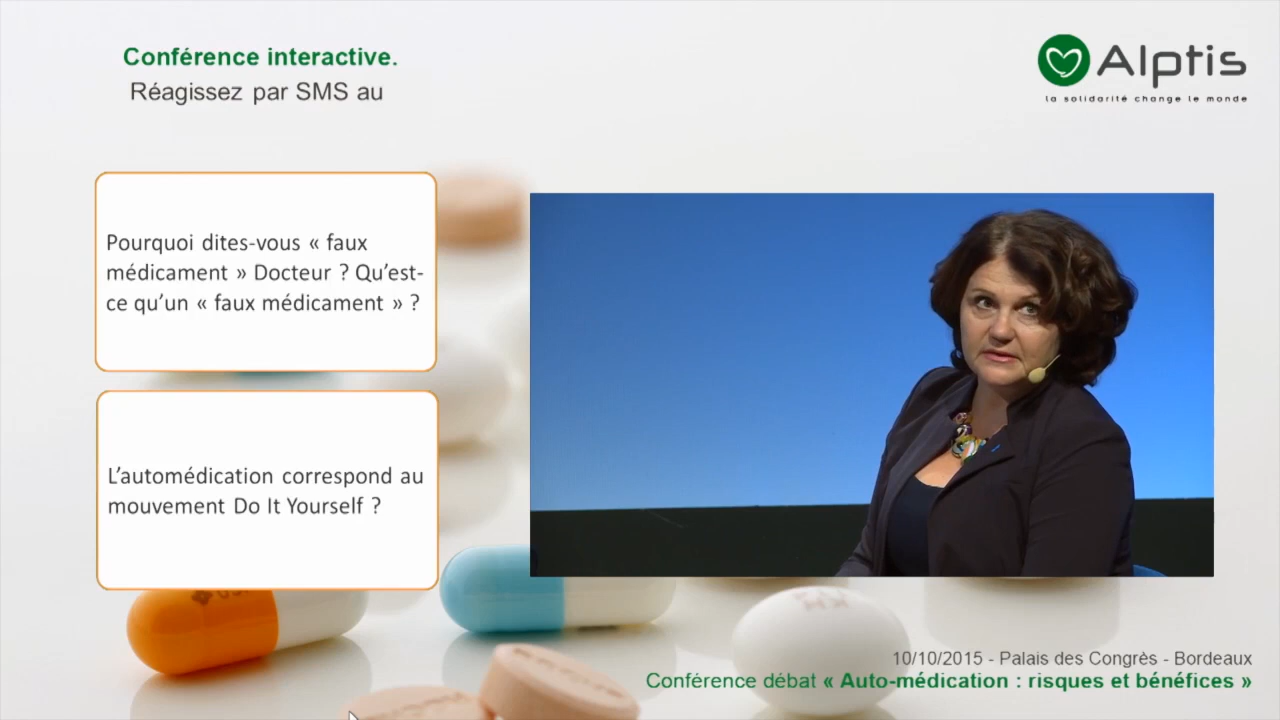 Conférence interactive.
Réagissez par SMS au
Alptis
la solidarité change le monde
Pourquoi dites-vous « faux
médicament » Docteur ? Qu’est-
ce qu’un « faux médicament » ?
L’automédication correspond au
mouvement Do It Yourself ?
10/10/2015 - Palais des Congrès - Bordeaux
Conférence débat « Auto-médication : risques et bénéfices »